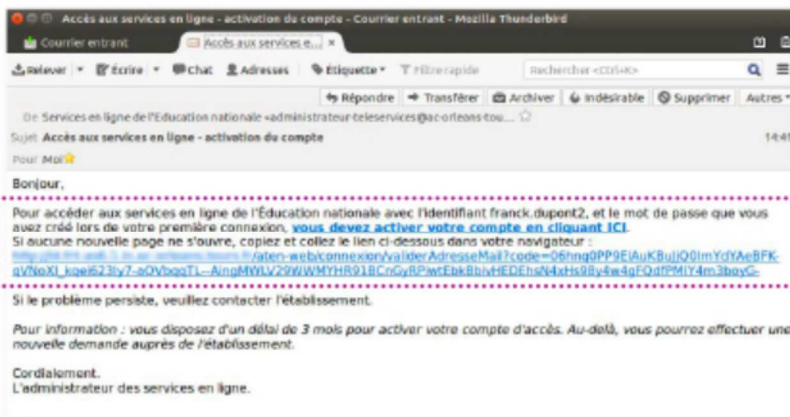 Accès aux services en ligne - activation du compte - Courrier entrant - Mozilla Thunderbird
Courrier entrant Accès aux services e... ×
Relever Écrire Chat Adresses Étiquette Filtre rapide Rechercher <Ctrl+K>
Répondre Transférer Archiver Indésirable Supprimer Autres
De Services en ligne de l'Education nationale <administrateur-teleservices@ac-orleans-tou...
Sujet Accès aux services en ligne - activation du compte 14:41
Pour Moi
Bonjour,
Pour accéder aux services en ligne de l'Éducation nationale avec l'identifiant franck.dupont2, et le mot de passe que vous
avez créé lors de votre première connexion, vous devez activer votre compte en cliquant ICI.
Si aucune nouvelle page ne s'ouvre, copiez et collez le lien ci-dessous dans votre navigateur :
/aten-web/connexion/validerAdresseMail?code=
Si le problème persiste, veuillez contacter l'établissement.
Pour information : vous disposez d'un délai de 3 mois pour activer votre compte d'accès. Au-delà, vous pourrez effectuer une
nouvelle demande auprès de l'établissement.
Cordialement.
L'administrateur des services en ligne.